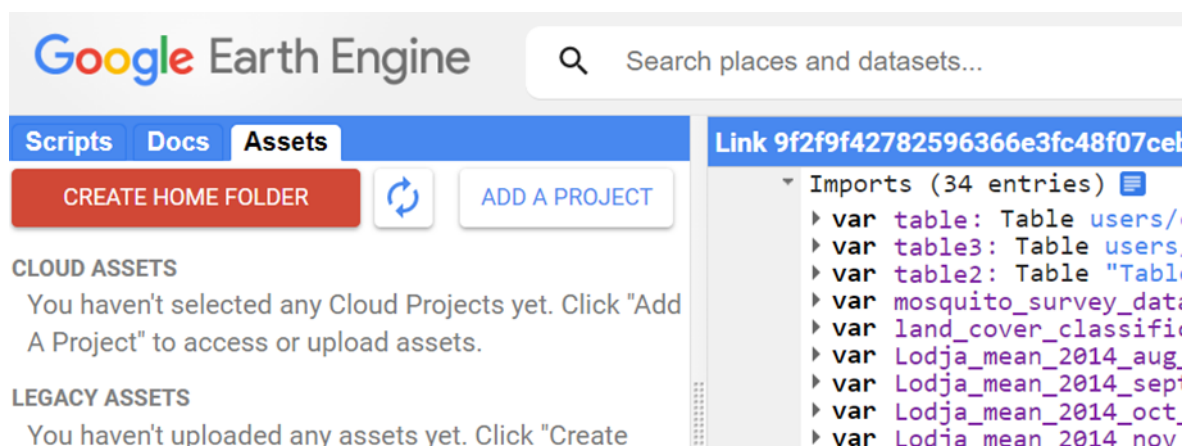 Google Earth Engine
Search places and datasets...
Scripts Docs Assets
CREATE HOME FOLDER
ADD A PROJECT
CLOUD ASSETS
You haven't selected any Cloud Projects yet. Click "Add
A Project" to access or upload assets.
LEGACY ASSETS
You haven't uploaded any assets yet. Click "Create
Link 9f2f9f42782596366e3fc48f07ceb
Imports (34 entries)
var table: Table users/
var table3: Table users
var table2: Table "Table
var mosquito_survey_data
var land_cover_classific
var Lodja_mean_2014_aug_
var Lodja_mean_2014_sept
var Lodja_mean_2014_oct_
var Lodja_mean_2014_nov